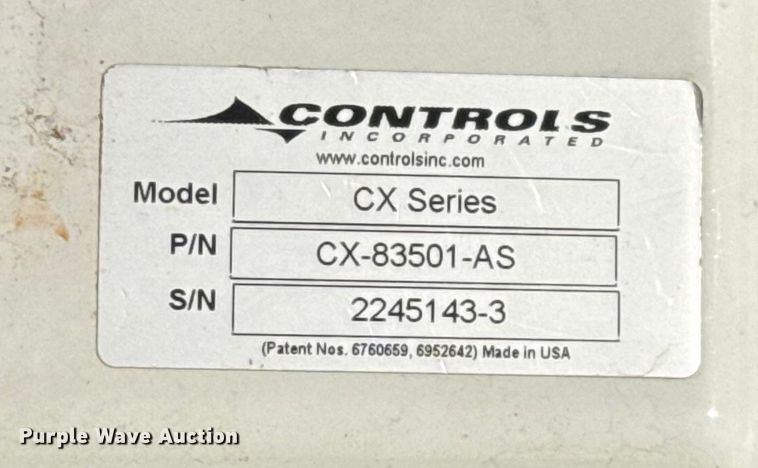 CONTROLS
INCORPORATED
www.controlsinc.com
Model CX Series
P/N CX-83501-AS
S/N 2245143-3
(Patent Nos. 6760659, 6952642) Made in USA
Purple Wave Auction